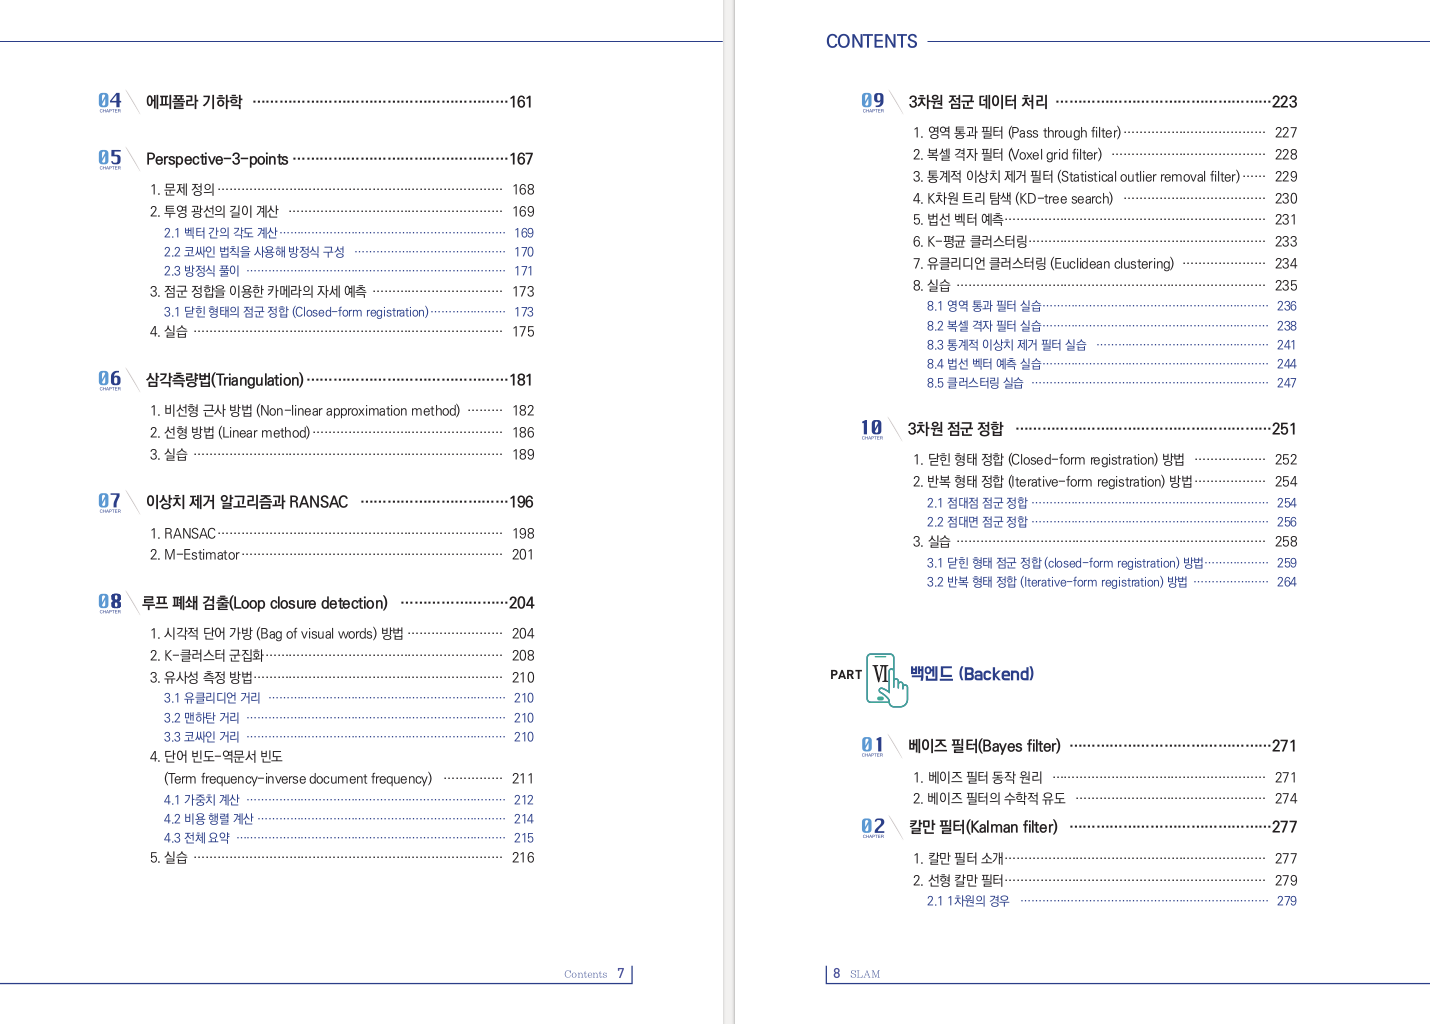 04 CHAPTER 에피폴라 기하학 161
05 CHAPTER Perspective-3-points 167
1. 문제 정의 168
2. 투영 광선의 길이 계산 169
2.1 벡터 간의 각도 계산 169
2.2 코싸인 법칙을 사용해 방정식 구성 170
2.3 방정식 풀이 171
3. 점군 정합을 이용한 카메라의 자세 예측 173
3.1 닫힌 형태의 점군 정합 (Closed-form registration) 173
4. 실습 175
06 CHAPTER 삼각측량법(Triangulation) 181
1. 비선형 근사 방법 (Non-linear approximation method) 182
2. 선형 방법 (Linear method) 186
3. 실습 189
07 CHAPTER 이상치 제거 알고리즘과 RANSAC 196
1. RANSAC 198
2. M-Estimator 201
08 CHAPTER 루프 폐쇄 검출(Loop closure detection) 204
1. 시각적 단어 가방 (Bag of visual words) 방법 204
2. K-클러스터 군집화 208
3. 유사성 측정 방법 210
3.1 유클리디언 거리 210
3.2 맨하탄 거리 210
3.3 코싸인 거리 210
4. 단어 빈도-역문서 빈도
(Term frequency-inverse document frequency) 211
4.1 가중치 계산 212
4.2 비용 행렬 계산 214
4.3 전체 요약 215
5. 실습 216
Contents 7
CONTENTS
09 CHAPTER 3차원 점군 데이터 처리 223
1. 영역 통과 필터 (Pass through filter) 227
2. 복셀 격자 필터 (Voxel grid filter) 228
3. 통계적 이상치 제거 필터 (Statistical outlier removal filter) 229
4. K차원 트리 탐색 (KD-tree search) 230
5. 법선 벡터 예측 231
6. K-평균 클러스터링 233
7. 유클리디언 클러스터링 (Euclidean clustering) 234
8. 실습 235
8.1 영역 통과 필터 실습 236
8.2 복셀 격자 필터 실습 238
8.3 통계적 이상치 제거 필터 실습 241
8.4 법선 벡터 예측 실습 244
8.5 클러스터링 실습 247
10 CHAPTER 3차원 점군 정합 251
1. 닫힌 형태 정합 (Closed-form registration) 방법 252
2. 반복 형태 정합 (Iterative-form registration) 방법 254
2.1 점대점 점군 정합 254
2.2 점대면 점군 정합 256
3. 실습 258
3.1 닫힌 형태 점군 정합 (closed-form registration) 방법 259
3.2 반복 형태 정합 (Iterative-form registration) 방법 264
PART VI 백엔드 (Backend)
01 CHAPTER 베이즈 필터(Bayes filter) 271
1. 베이즈 필터 동작 원리 271
2. 베이즈 필터의 수학적 유도 274
02 CHAPTER 칼만 필터(Kalman filter) 277
1. 칼만 필터 소개 277
2. 선형 칼만 필터 279
2.1 1차원의 경우 279
8 SLAM